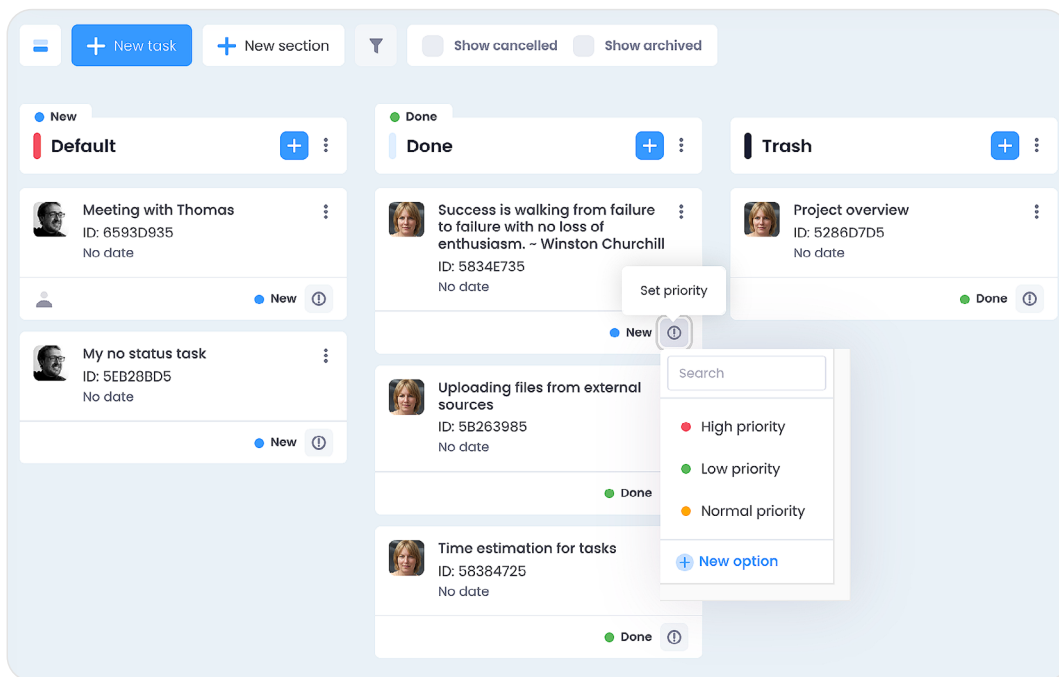 New task
New section
Show cancelled
Show archived
New
Default
Meeting with Thomas
ID: 6593D935
No date
New
My no status task
ID: 5EB28BD5
No date
New
Done
Done
Success is walking from failure
to failure with no loss of
enthusiasm. ~ Winston Churchill
ID: 5834E735
No date
Set priority
New
Search
High priority
Low priority
Normal priority
New option
Uploading files from external
sources
ID: 5B263985
No date
Done
Time estimation for tasks
ID: 58384725
No date
Done
Trash
Project overview
ID: 5286D7D5
No date
Done